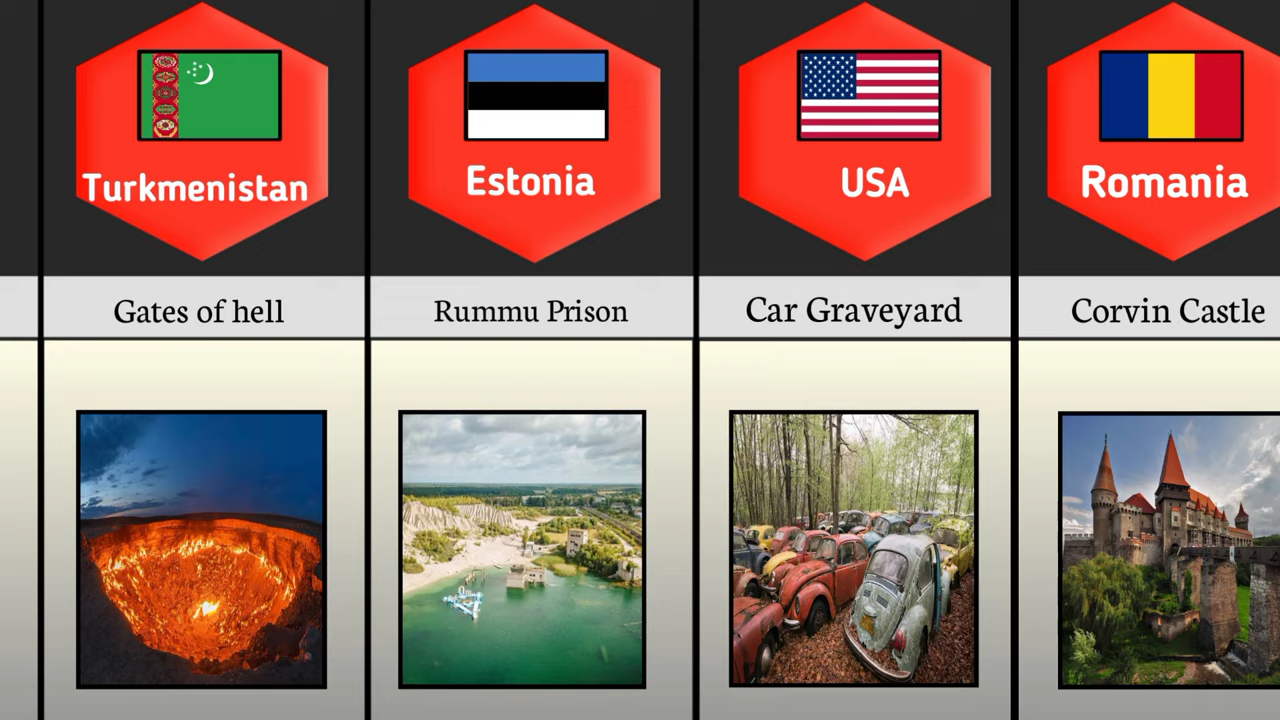 Turkmenistan
Estonia
USA
Romania
Gates of hell
Rummu Prison
Car Graveyard
Corvin Castle